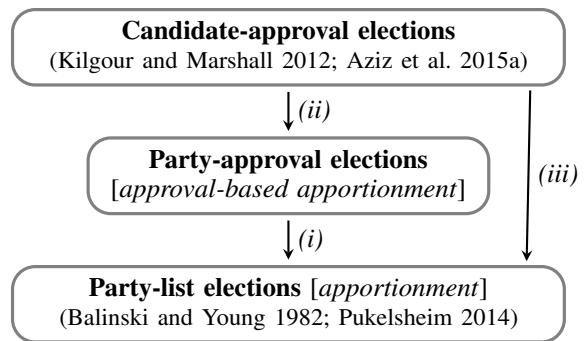 Candidate-approval elections
(Kilgour and Marshall 2012; Aziz et al. 2015a)
(ii)
Party-approval elections
[approval-based apportionment]
(iii)
(i)
Party-list elections [apportionment]
(Balinski and Young 1982; Pukelsheim 2014)